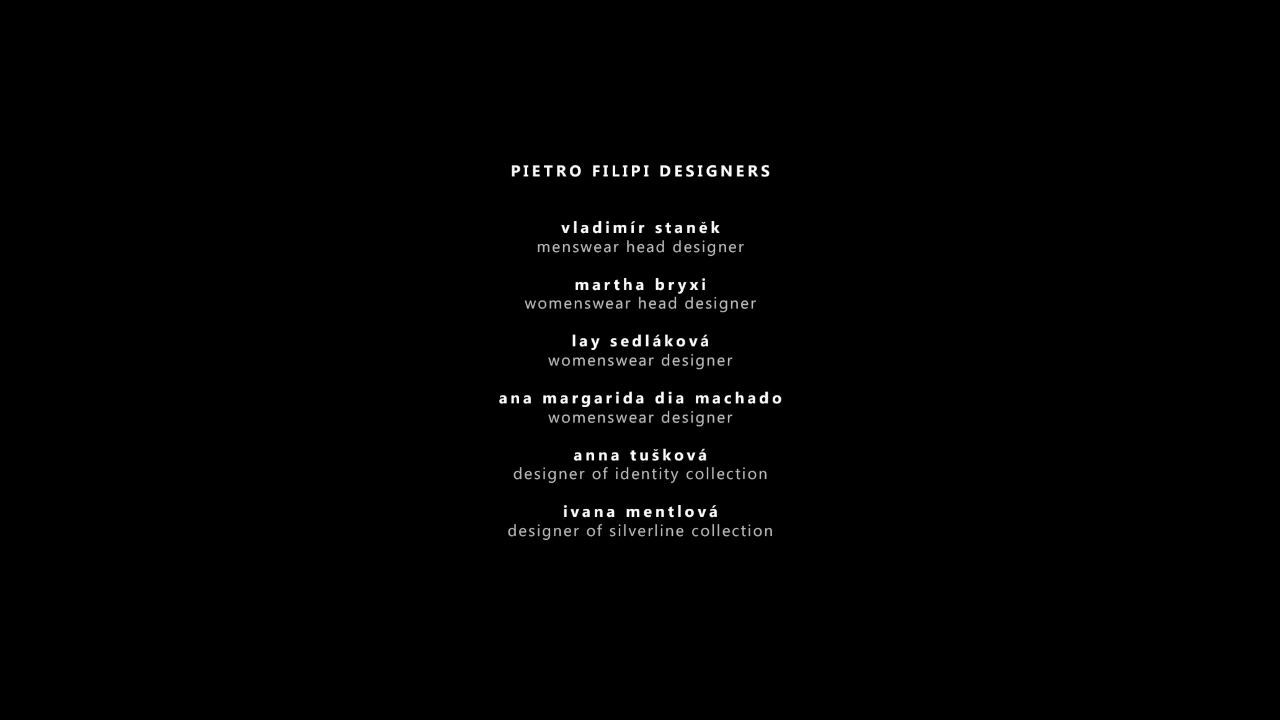 PIETRO FILIPI DESIGNERS
vladimír staněk
menswear head designer
martha bryxi
womenswear head designer
lay sedláková
womenswear designer
ana margarida dia machado
womenswear designer
anna tušková
designer of identity collection
ivana mentlová
designer of silverline collection